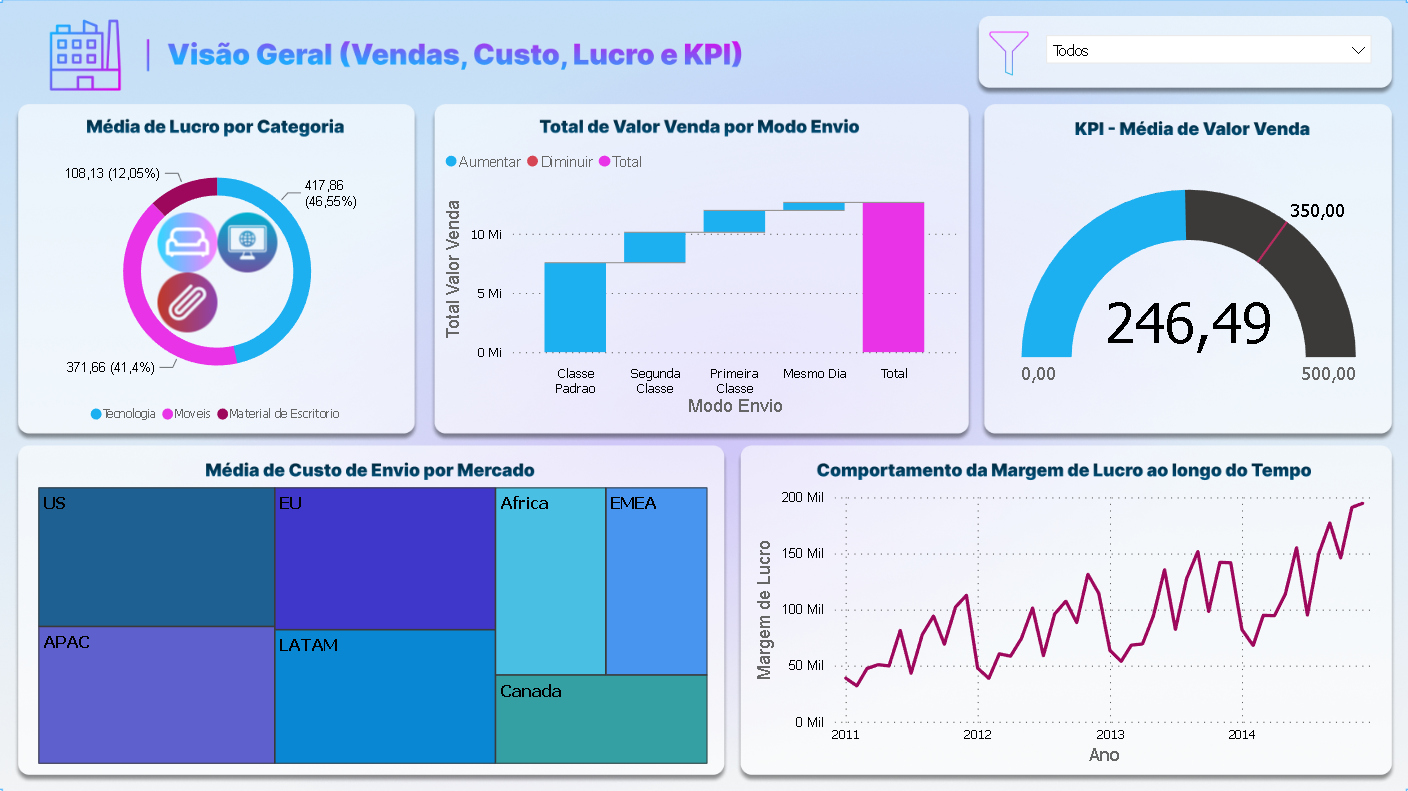 Visão Geral (Vendas, Custo, Lucro e KPI)
Todos
Média de Lucro por Categoria
108,13 (12,05%)
417,86
(46,55%)
371,66 (41,4%)
Tecnologia Moveis Material de Escritorio
Total de Valor Venda por Modo Envio
Aumentar Diminuir Total
Total Valor Venda
10 Mi
5 Mi
0 Mi
Classe Padrao
Segunda Classe
Primeira Classe
Mesmo Dia
Total
Modo Envio
KPI - Média de Valor Venda
350,00
246,49
0,00
500,00
Média de Custo de Envio por Mercado
US
EU
Africa
EMEA
APAC
LATAM
Canada
Comportamento da Margem de Lucro ao longo do Tempo
Margem de Lucro
200 Mil
150 Mil
100 Mil
50 Mil
0 Mil
2011
2012
2013
2014
Ano